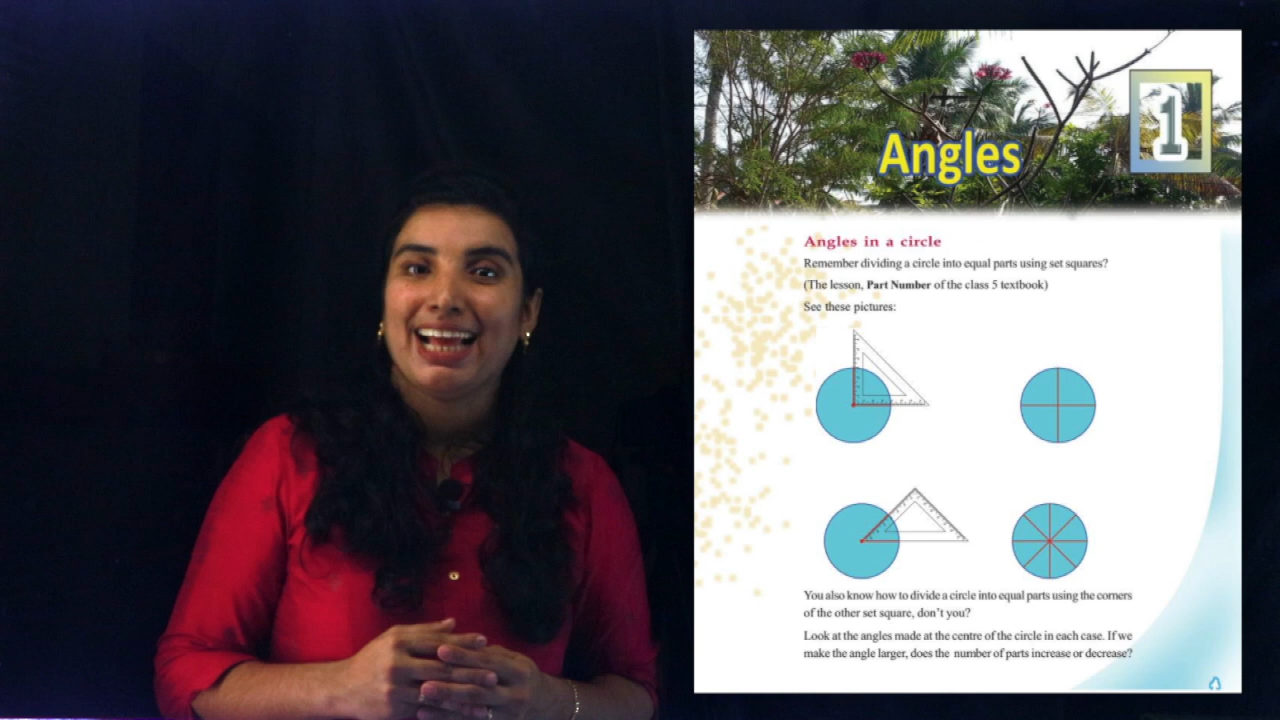 1
Angles
Angles in a circle
Remember dividing a circle into equal parts using set squares?
(The lesson, Part Number of the class 5 textbook)
See these pictures:
You also know how to divide a circle into equal parts using the corners
of the other set square, don't you?
Look at the angles made at the centre of the circle in each case. If we
make the angle larger, does the number of parts increase or decrease?